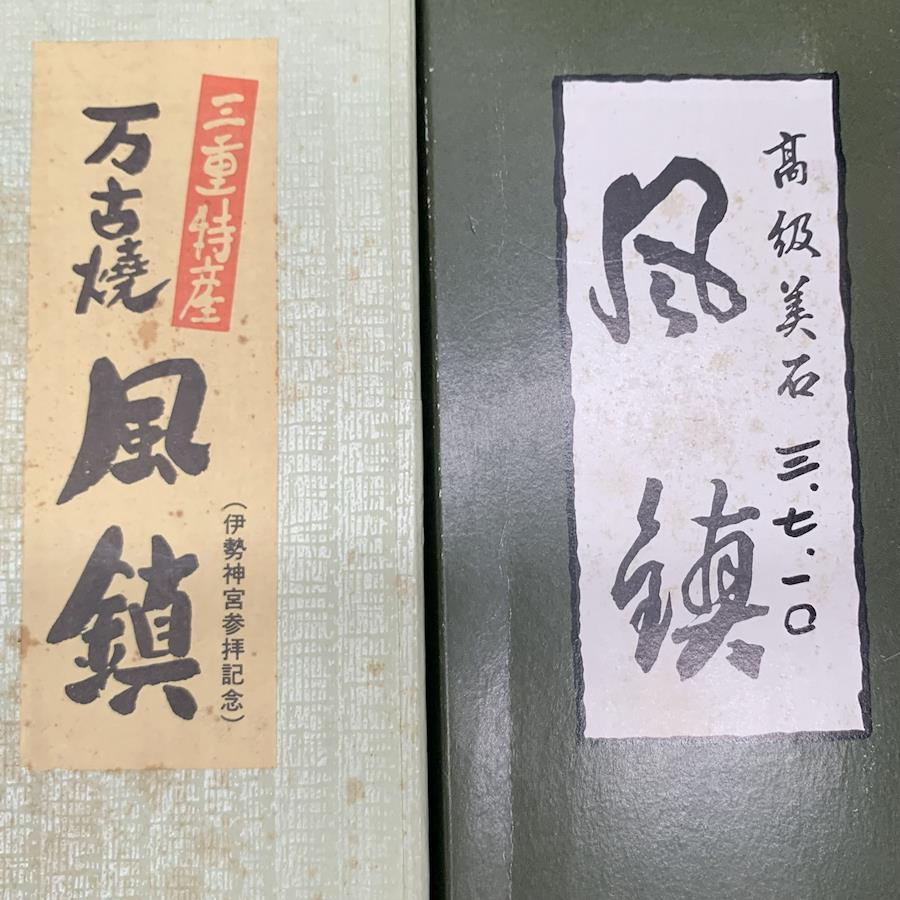 三重特産
万古燒
風鎮
（伊勢神宮参拝記念）
高級美石
三.七.一〇
風鎮